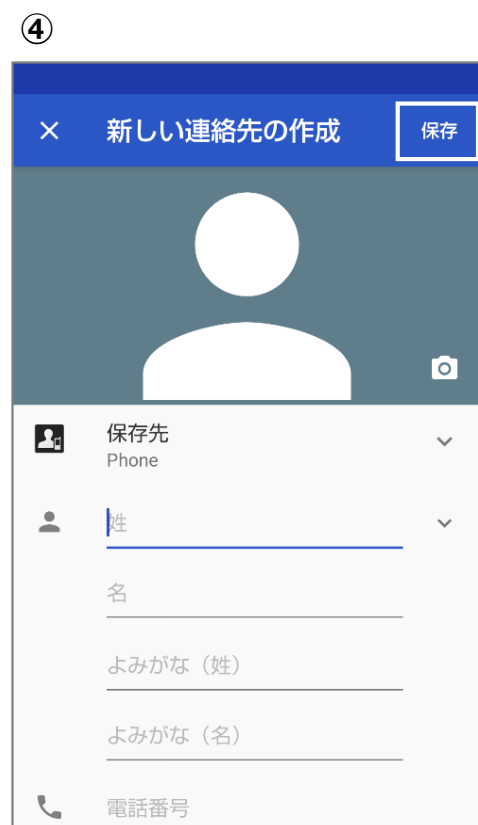 ④
新しい連絡先の作成 保存
保存先
Phone
姓
名
よみがな（姓）
よみがな（名）
電話番号